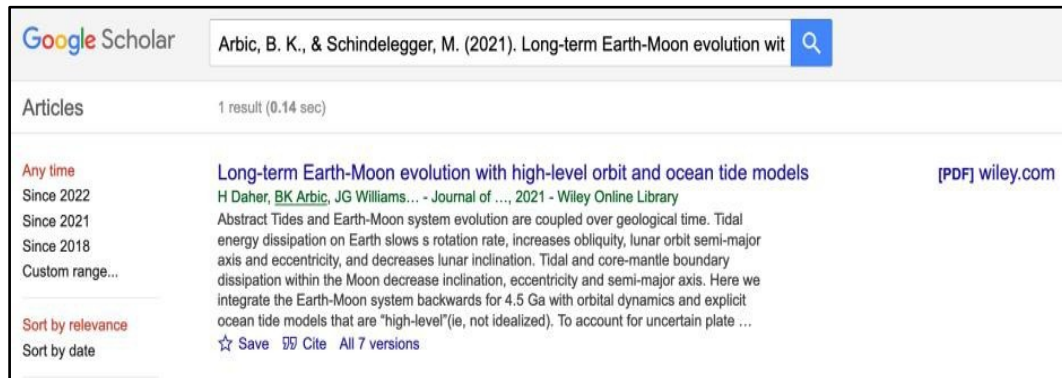 Google Scholar
Arbic, B. K., & Schindelegger, M. (2021). Long-term Earth-Moon evolution wit
Articles
1 result (0.14 sec)
Any time
Since 2022
Since 2021
Since 2018
Custom range...
Sort by relevance
Sort by date
Long-term Earth-Moon evolution with high-level orbit and ocean tide models
[PDF] wiley.com
H Daher, BK Arbic, JG Williams... - Journal of ..., 2021 - Wiley Online Library
Abstract Tides and Earth-Moon system evolution are coupled over geological time. Tidal
energy dissipation on Earth slows s rotation rate, increases obliquity, lunar orbit semi-major
axis and eccentricity, and decreases lunar inclination. Tidal and core-mantle boundary
dissipation within the Moon decrease inclination, eccentricity and semi-major axis. Here we
integrate the Earth-Moon system backwards for 4.5 Ga with orbital dynamics and explicit
ocean tide models that are “high-level”(ie, not idealized). To account for uncertain plate ...
Save Cite All 7 versions